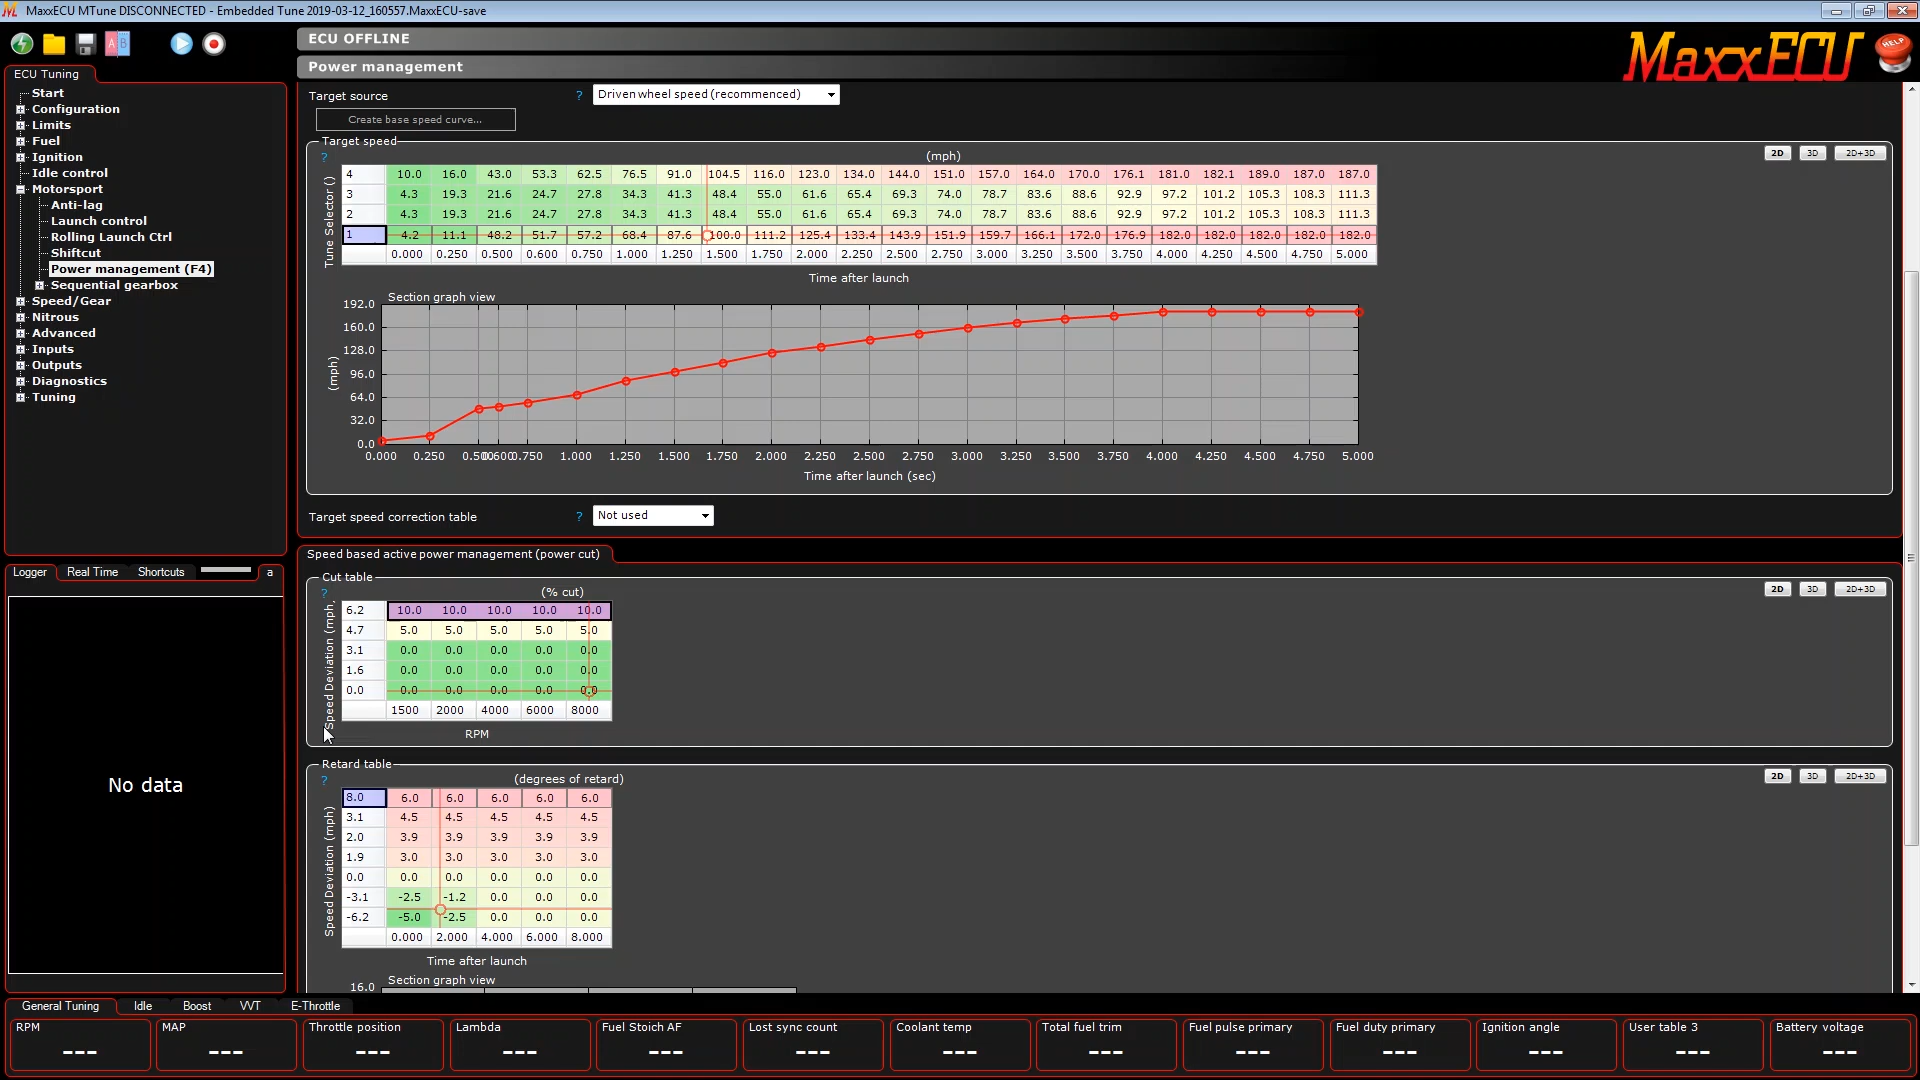 MaxxECU MTune DISCONNECTED - Embedded Tune 2019-03-12_160557.MaxxECU-save
ECU OFFLINE
Power management
MaxxECU
HELP
ECU Tuning
Start
Configuration
Limits
Fuel
Ignition
Idle control
Motorsport
Anti-lag
Launch control
Rolling Launch Ctrl
Shiftcut
Power management (F4)
Sequential gearbox
Speed/Gear
Nitrous
Advanced
Inputs
Outputs
Diagnostics
Tuning
Logger Real Time Shortcuts a
No data
Target source ? Driven wheel speed (recommenced)
Create base speed curve...
Target speed
? (mph) 2D 3D 2D+3D
Tune Selector ()
4 10.0 16.0 43.0 53.3 62.5 76.5 91.0 104.5 116.0 123.0 134.0 144.0 151.0 157.0 164.0 170.0 176.1 181.0 182.1 189.0 187.0 187.0
3 4.3 19.3 21.6 24.7 27.8 34.3 41.3 48.4 55.0 61.6 65.4 69.3 74.0 78.7 83.6 88.6 92.9 97.2 101.2 105.3 108.3 111.3
2 4.3 19.3 21.6 24.7 27.8 34.3 41.3 48.4 55.0 61.6 65.4 69.3 74.0 78.7 83.6 88.6 92.9 97.2 101.2 105.3 108.3 111.3
1 4.2 11.1 48.2 51.7 57.2 68.4 87.6 100.0 111.2 125.4 133.4 143.9 151.9 159.7 166.1 172.0 176.9 182.0 182.0 182.0 182.0 182.0
0.000 0.250 0.500 0.600 0.750 1.000 1.250 1.500 1.750 2.000 2.250 2.500 2.750 3.000 3.250 3.500 3.750 4.000 4.250 4.500 4.750 5.000
Time after launch
Section graph view
(mph)
192.0
160.0
128.0
96.0
64.0
32.0
0.0
0.000 0.250 0.500 0.600 0.750 1.000 1.250 1.500 1.750 2.000 2.250 2.500 2.750 3.000 3.250 3.500 3.750 4.000 4.250 4.500 4.750 5.000
Time after launch (sec)
Target speed correction table ? Not used
Speed based active power management (power cut)
Cut table
? (% cut) 2D 3D 2D+3D
Speed Deviation (mph,
6.2 10.0 10.0 10.0 10.0 10.0
4.7 5.0 5.0 5.0 5.0 5.0
3.1 0.0 0.0 0.0 0.0 0.0
1.6 0.0 0.0 0.0 0.0 0.0
0.0 0.0 0.0 0.0 0.0 0.0
1500 2000 4000 6000 8000
RPM
Retard table
? (degrees of retard) 2D 3D 2D+3D
Speed Deviation (mph)
8.0 6.0 6.0 6.0 6.0 6.0
3.1 4.5 4.5 4.5 4.5 4.5
2.0 3.9 3.9 3.9 3.9 3.9
1.9 3.0 3.0 3.0 3.0 3.0
0.0 0.0 0.0 0.0 0.0 0.0
-3.1 -2.5 -1.2 0.0 0.0 0.0
-6.2 -5.0 -2.5 0.0 0.0 0.0
0.000 2.000 4.000 6.000 8.000
Time after launch
Section graph view
16.0
General Tuning Idle Boost VVT E-Throttle
RPM MAP Throttle position Lambda Fuel Stoich AF Lost sync count Coolant temp Total fuel trim Fuel pulse primary Fuel duty primary Ignition angle User table 3 Battery voltage
--- --- --- --- --- --- --- --- --- --- --- --- ---